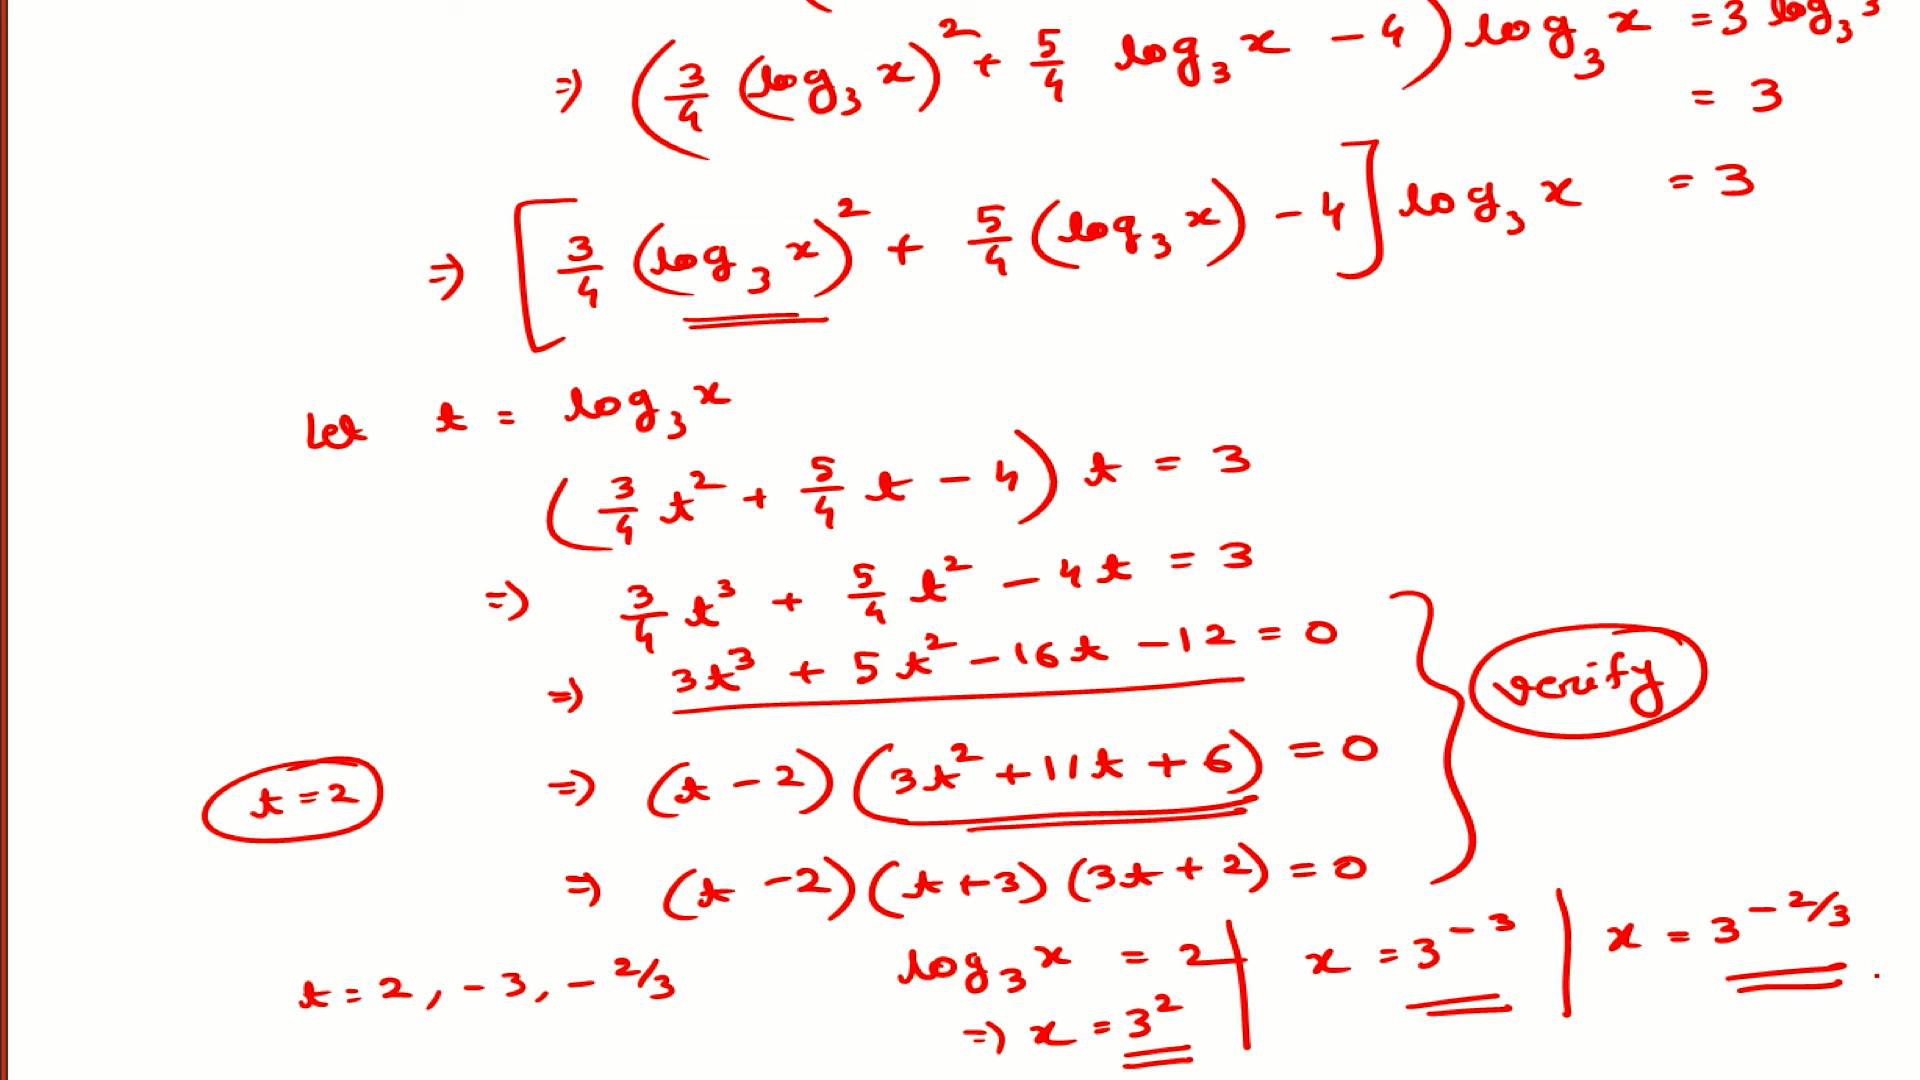 ⇒ (3/4 (log₃ x)² + 5/4 log₃ x − 4) log₃ x = 3 log₃ 3
= 3
⇒ [3/4 (log₃ x)² + 5/4 (log₃ x) − 4] log₃ x = 3
Let t = log₃ x
(3/4 t² + 5/4 t − 4) t = 3
⇒ 3/4 t³ + 5/4 t² − 4t = 3
⇒ 3t³ + 5t² − 16t − 12 = 0
verify
t = 2 ⇒ (t − 2) (3t² + 11t + 6) = 0
⇒ (t − 2) (t + 3) (3t + 2) = 0
t = 2, − 3, − 2/3
log₃ x = 2 | x = 3⁻³ | x = 3^(−2/3)
⇒ x = 3²